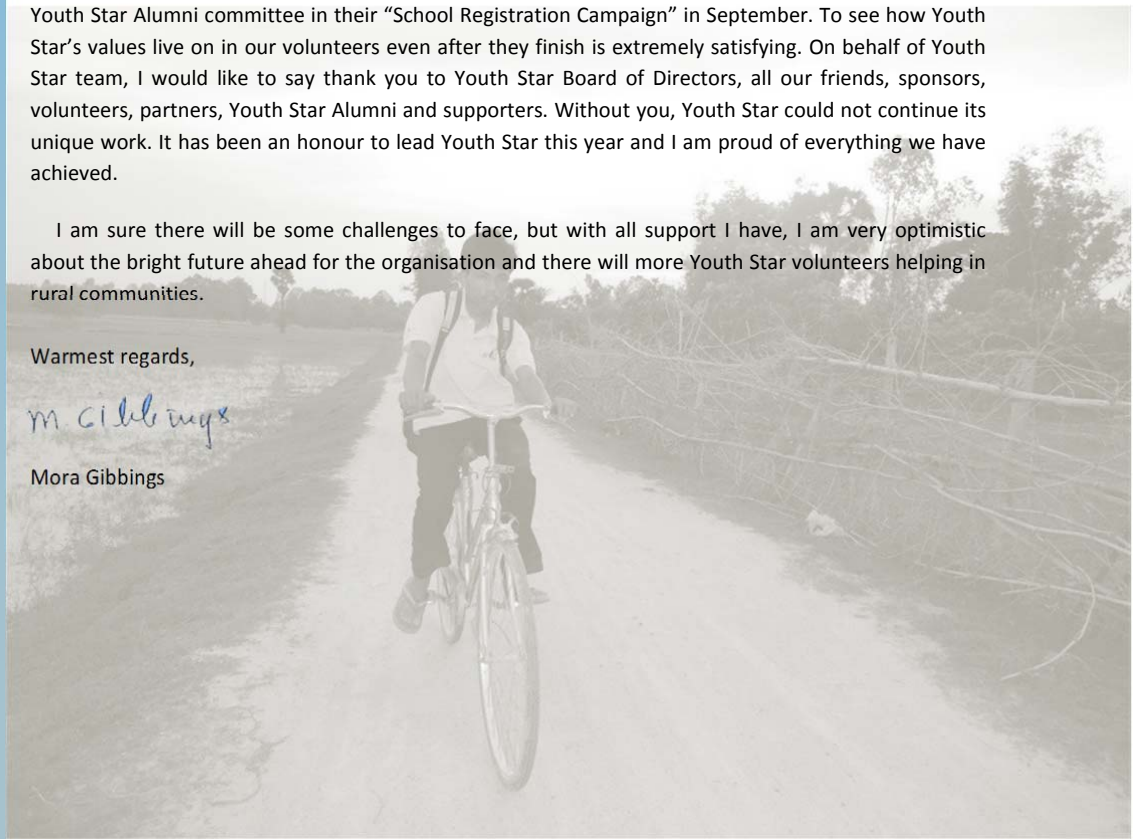 Youth Star Alumni committee in their “School Registration Campaign” in September. To see how Youth
Star’s values live on in our volunteers even after they finish is extremely satisfying. On behalf of Youth
Star team, I would like to say thank you to Youth Star Board of Directors, all our friends, sponsors,
volunteers, partners, Youth Star Alumni and supporters. Without you, Youth Star could not continue its
unique work. It has been an honour to lead Youth Star this year and I am proud of everything we have
achieved.
I am sure there will be some challenges to face, but with all support I have, I am very optimistic
about the bright future ahead for the organisation and there will more Youth Star volunteers helping in
rural communities.
Warmest regards,
M Gibbings
Mora Gibbings